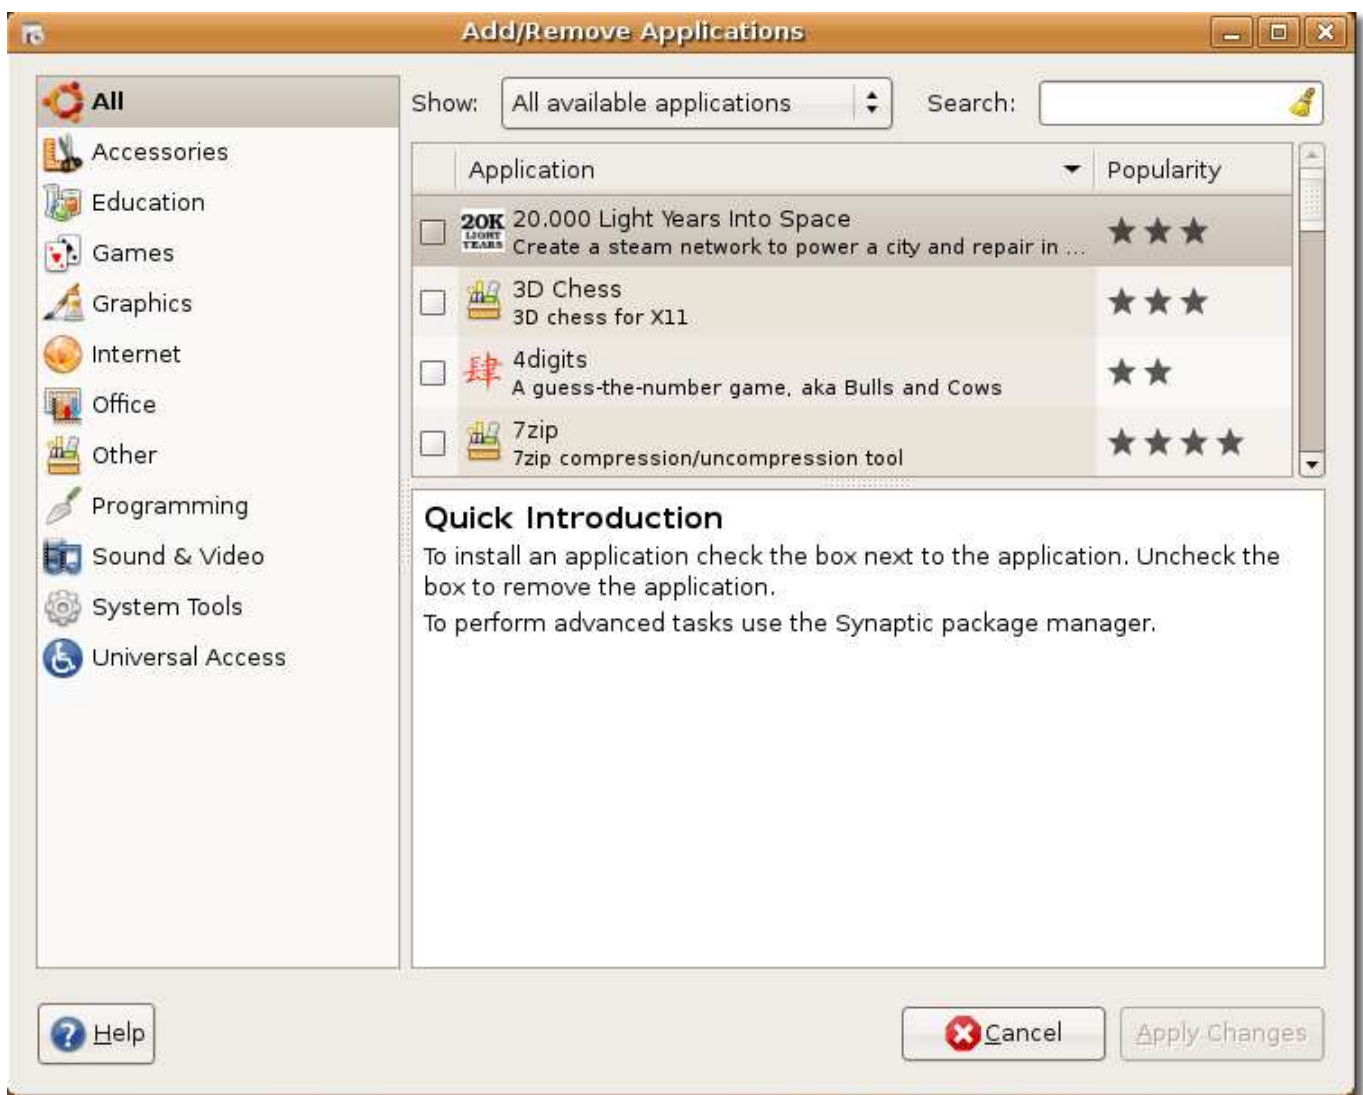 Add/Remove Applications
All
Accessories
Education
Games
Graphics
Internet
Office
Other
Programming
Sound & Video
System Tools
Universal Access
Show: All available applications Search:
Application Popularity
20K LIGHT YEARS
20.000 Light Years Into Space
Create a steam network to power a city and repair in ...
3D Chess
3D chess for X11
肆 4digits
A guess-the-number game, aka Bulls and Cows
7zip
7zip compression/uncompression tool
Quick Introduction
To install an application check the box next to the application. Uncheck the
box to remove the application.
To perform advanced tasks use the Synaptic package manager.
Help Cancel Apply Changes